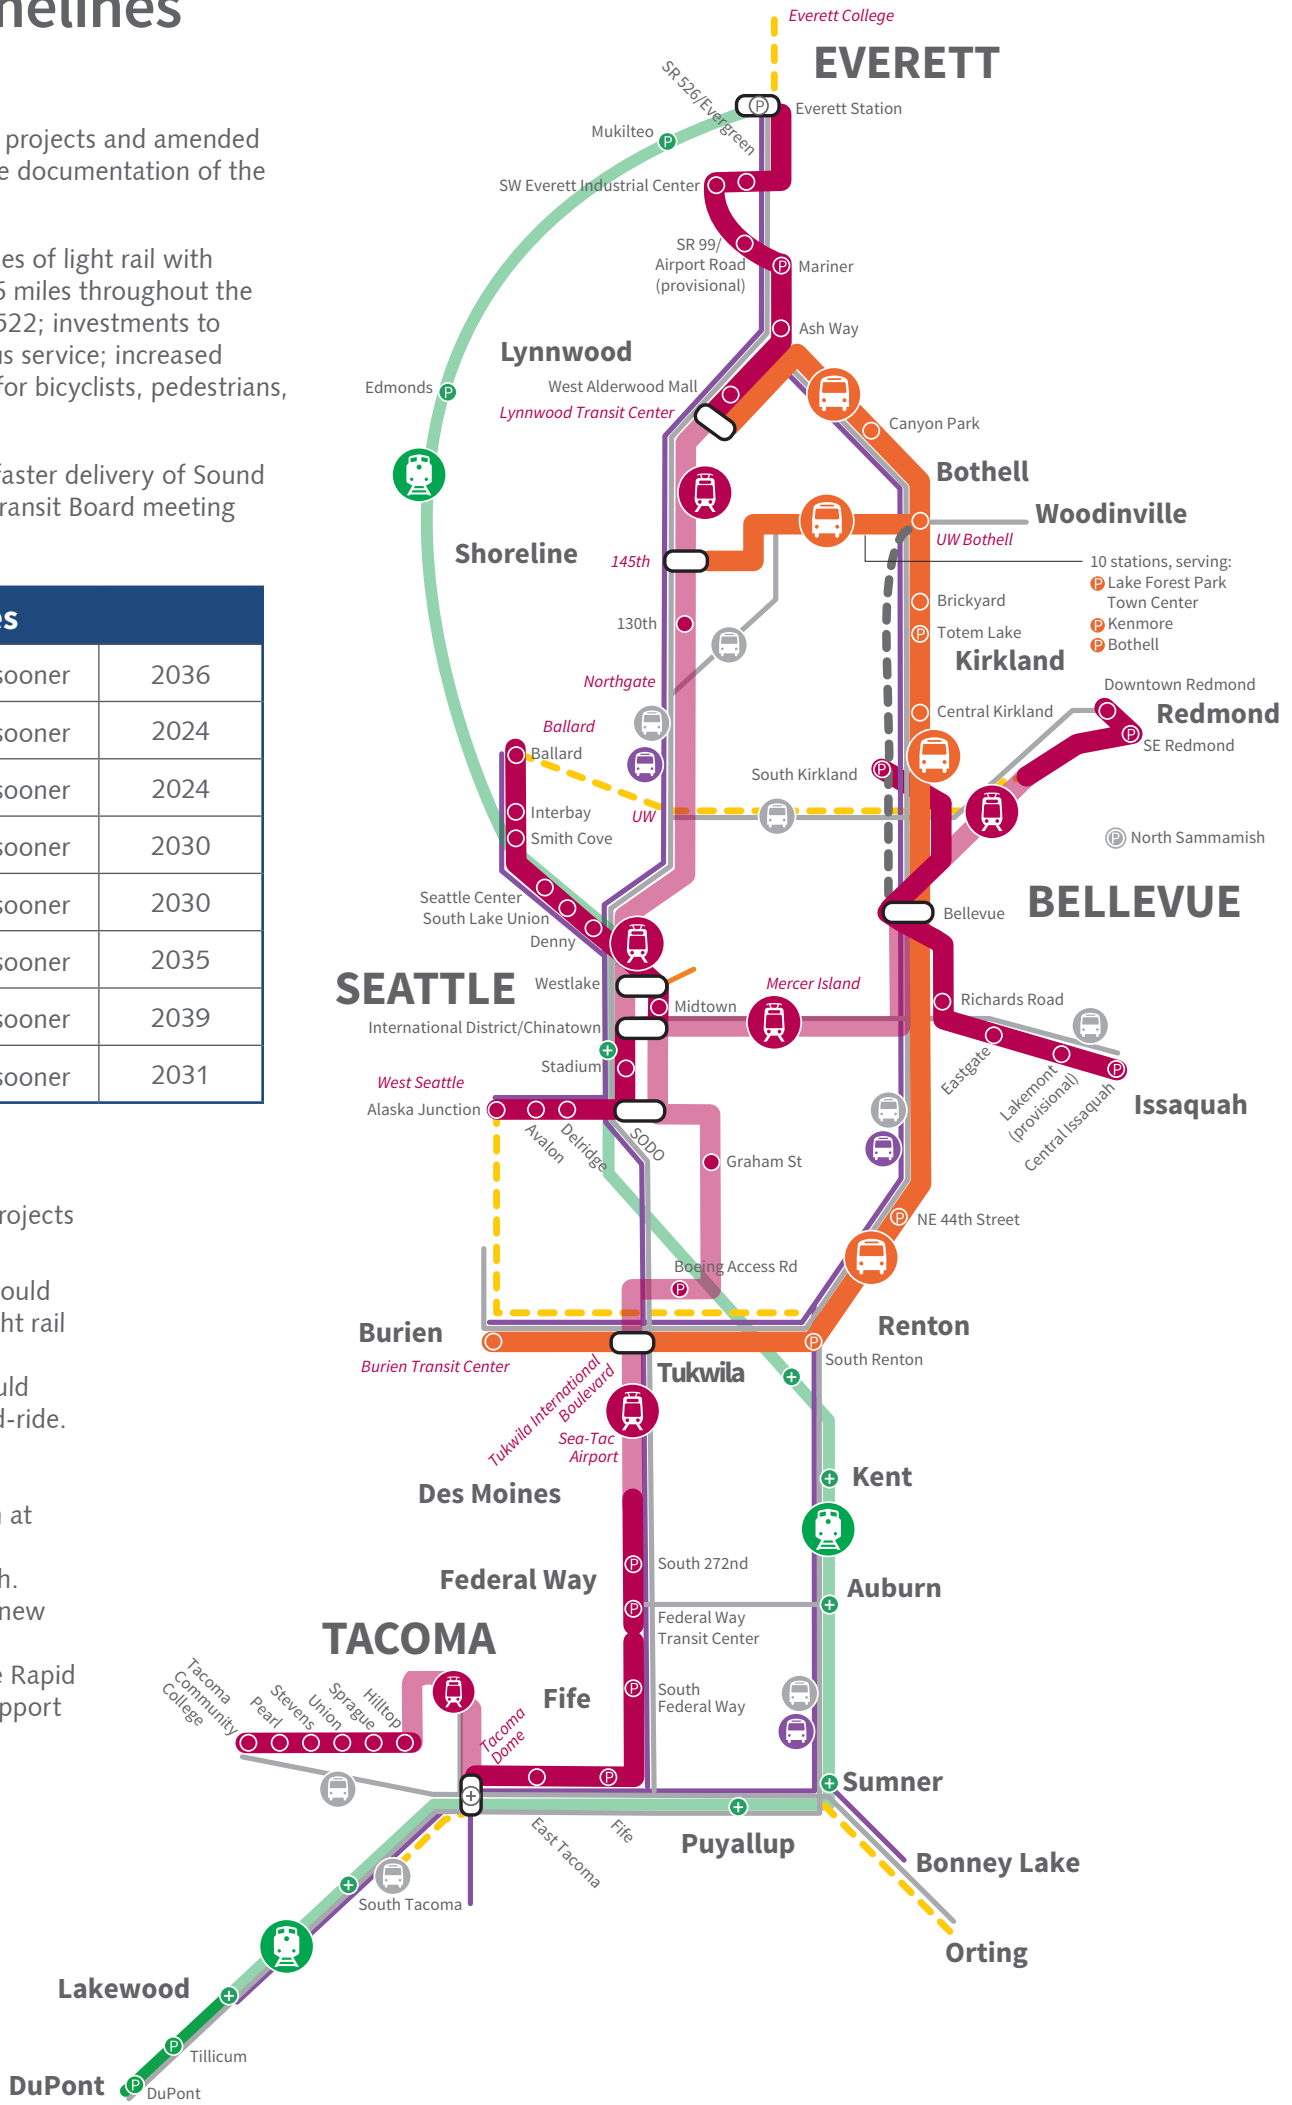 nelines
projects and amended
e documentation of the
es of light rail with
5 miles throughout the
522; investments to
us service; increased
for bicyclists, pedestrians,
faster delivery of Sound
ransit Board meeting
es
sooner 2036
sooner 2024
sooner 2024
sooner 2030
sooner 2030
sooner 2035
sooner 2039
sooner 2031
rojects
ould
ht rail
uld
d-ride.
n at
h.
new
e Rapid
pport
Everett College
EVERETT
SR 526/Evergreen
P
Everett Station
Mukilteo
P
SW Everett Industrial Center
SR 99/
Airport Road
(provisional)
P
Mariner
Ash Way
Lynnwood
West Alderwood Mall
Lynnwood Transit Center
Edmonds
P
Canyon Park
Bothell
Woodinville
UW Bothell
Shoreline
145th
10 stations, serving:
P Lake Forest Park
Town Center
P Kenmore
P Bothell
130th
Brickyard
P
Totem Lake
Kirkland
Northgate
Downtown Redmond
Redmond
P
SE Redmond
Central Kirkland
Ballard
Ballard
South Kirkland
P
Interbay
UW
Smith Cove
P North Sammamish
Seattle Center
South Lake Union
Denny
Bellevue
BELLEVUE
SEATTLE
Westlake
Mercer Island
Midtown
Richards Road
International District/Chinatown
Stadium
Eastgate
Lakemont
(provisional)
Central Issaquah
P
Issaquah
West Seattle
Alaska Junction
Avalon
Delridge
SODO
Graham St
P
NE 44th Street
Boeing Access Rd
P
Burien
Burien Transit Center
Renton
P
South Renton
Tukwila
Tukwila International
Boulevard
Sea-Tac
Airport
Des Moines
Kent
P
South 272nd
Federal Way
P
Federal Way
Transit Center
Auburn
TACOMA
Tacoma
Community
College
Pearl
Stevens
Union
Sprague
Hilltop
Fife
P
South
Federal Way
Tacoma
Dome
P
East Tacoma
Fife
Sumner
Puyallup
Bonney Lake
South Tacoma
Orting
Lakewood
P
Tillicum
DuPont
P
DuPont